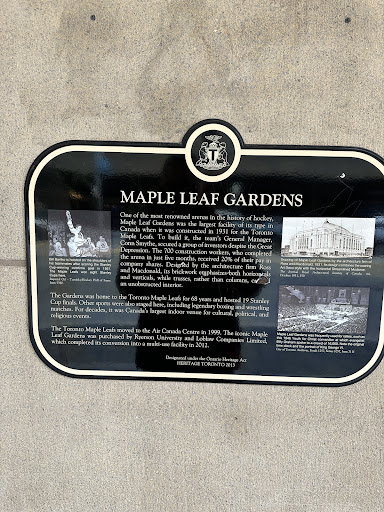 MAPLE LEAF GARDENS
One of the most renowned arenas in the history of hockey,
Maple Leaf Gardens was the largest facility of its type in
Canada when it was constructed in 1931 for the Toronto
Maple Leafs. To build it, the team's General Manager,
Conn Smythe, secured a group of investors despite the Great
Depression. The 700 construction workers, who completed
the arena in just five months, received 20% of their pay in
company shares. Designed by the architecture firm Ross
and Macdonald, its brickwork emphasizes both horizontals
and verticals, while trusses, rather than columns, create
an unobstructed interior.
The Gardens was home to the Toronto Maple Leafs for 68 years and hosted 19 Stanley
Cup finals. Other sports were also staged here, including legendary boxing and wrestling
matches. For decades, it was Canada's largest indoor venue for cultural, political, and
religious events.
The Toronto Maple Leafs moved to the Air Canada Centre in 1999. The iconic Maple
Leaf Gardens was purchased by Ryerson University and Loblaw Companies Limited,
which completed its conversion into a multi-use facility in 2012.
Designated under the Ontario Heritage Act
HERITAGE TORONTO 2013